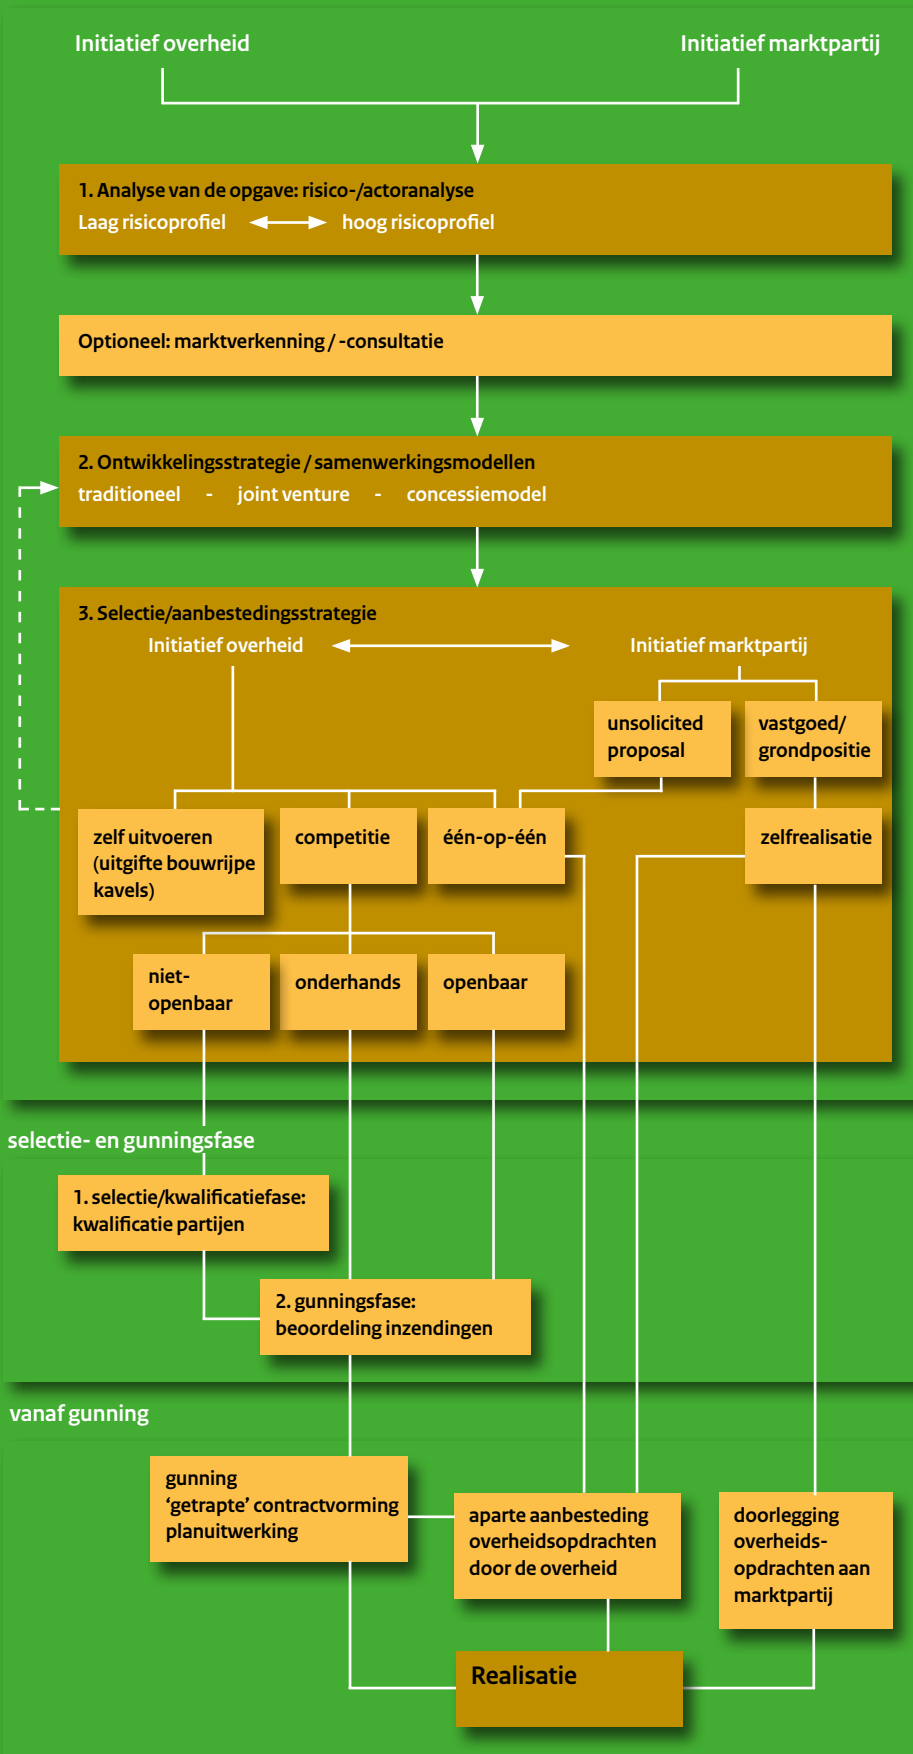 Initiatief overheid
Initiatief marktpartij
1. Analyse van de opgave: risico-/actoranalyse
Laag risicoprofiel
hoog risicoprofiel
Optioneel: marktverkenning / -consultatie
2. Ontwikkelingsstrategie / samenwerkingsmodellen
traditioneel - joint venture - concessiemodel
3. Selectie/aanbestedingsstrategie
Initiatief overheid
Initiatief marktpartij
unsolicited
proposal
vastgoed/
grondpositie
zelf uitvoeren
(uitgifte bouwrijpe
kavels)
competitie
één-op-één
zelfrealisatie
niet-
openbaar
onderhands
openbaar
selectie- en gunningsfase
1. selectie/kwalificatiefase:
kwalificatie partijen
2. gunningsfase:
beoordeling inzendingen
vanaf gunning
gunning
‘getrapte’ contractvorming
planuitwerking
aparte aanbesteding
overheidsopdrachten
door de overheid
doorlegging
overheids-
opdrachten aan
marktpartij
Realisatie